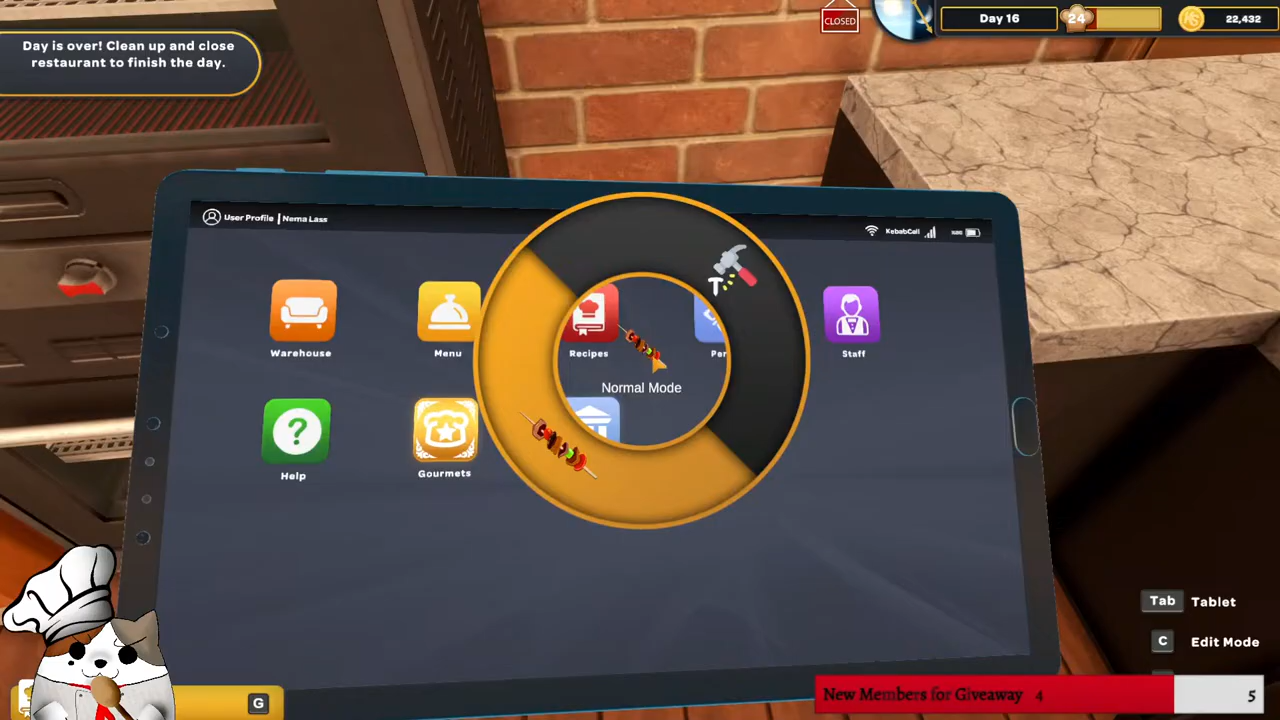 CLOSED
Day 16
24
22,432
Day is over! Clean up and close
restaurant to finish the day.
User Profile | Nema Lass
KebabCell
Warehouse
Menu
Recipes
Staff
Normal Mode
Help
Gourmets
Tab Tablet
C Edit Mode
G
New Members for Giveaway 4
5